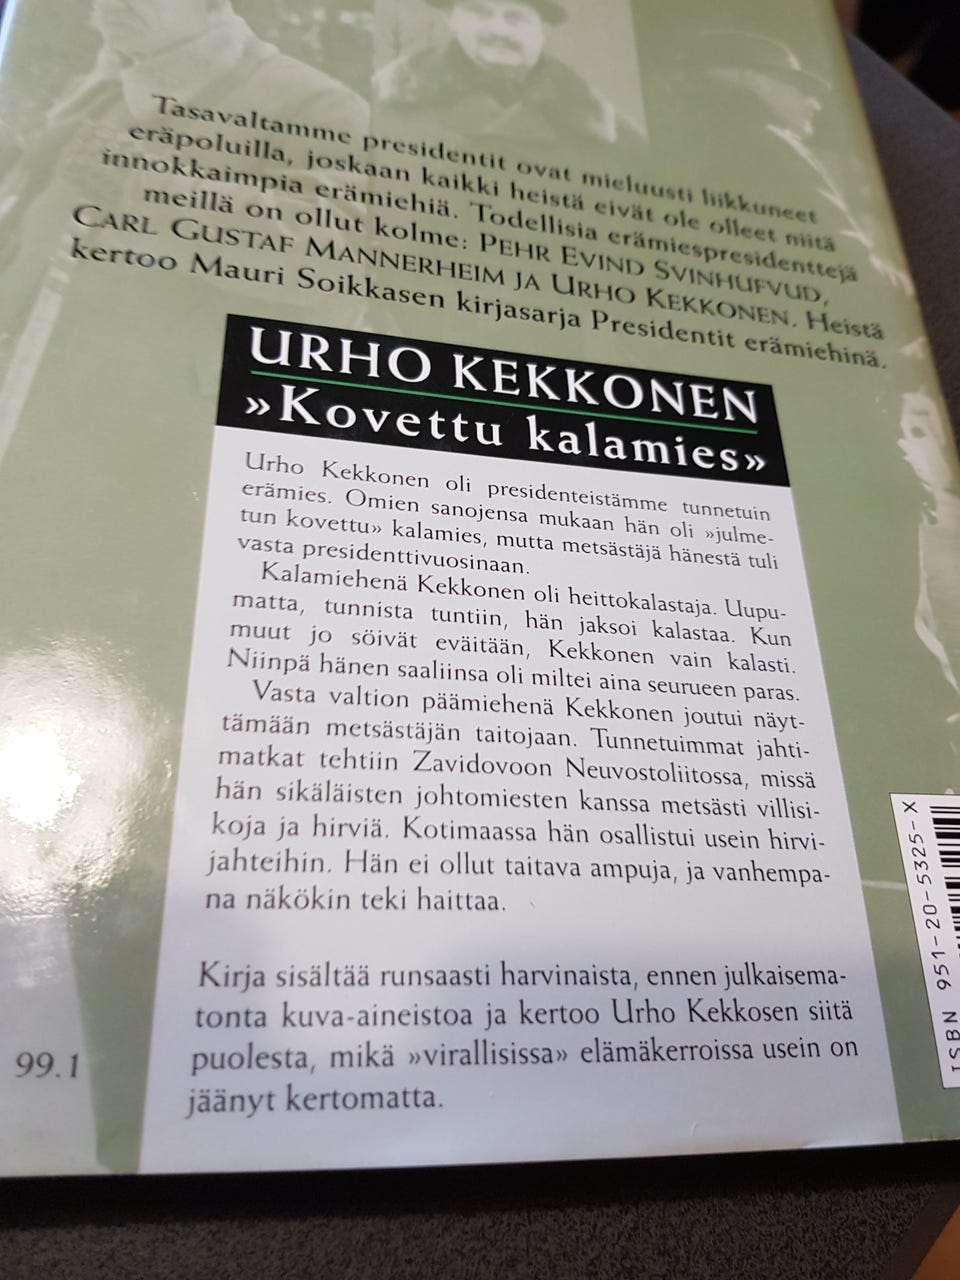 Tasavaltamme presidentit ovat mieluusti liikkuneet
eräpoluilla, joskaan kaikki heistä eivät ole olleet niitä
innokkaimpia erämiehiä. Todellisia erämiespresidenttejä
meillä on ollut kolme: PEHR EVIND SVINHUFVUD,
CARL GUSTAF MANNERHEIM JA URHO KEKKONEN. Heistä
kertoo Mauri Soikkasen kirjasarja Presidentit erämiehinä.
URHO KEKKONEN
»Kovettu kalamies»
Urho Kekkonen oli presidenteistämme tunnetuin
erämies. Omien sanojensa mukaan hän oli »julme-
tun kovettu» kalamies, mutta metsästäjä hänestä tuli
vasta presidenttivuosinaan.
Kalamiehenä Kekkonen oli heittokalastaja. Uupu-
matta, tunnista tuntiin, hän jaksoi kalastaa. Kun
muut jo söivät eväitään, Kekkonen vain kalasti.
Niinpä hänen saaliinsa oli miltei aina seurueen paras.
Vasta valtion päämiehenä Kekkonen joutui näyt-
tämään metsästäjän taitojaan. Tunnetuimmat jahti-
matkat tehtiin Zavidovoon Neuvostoliitossa, missä
hän sikäläisten johtomiesten kanssa metsästi villisi-
koja ja hirviä. Kotimaassa hän osallistui usein hirvi-
jahteihin. Hän ei ollut taitava ampuja, ja vanhempa-
na näkökin teki haittaa.
Kirja sisältää runsaasti harvinaista, ennen julkaisema-
tonta kuva-aineistoa ja kertoo Urho Kekkosen siitä
puolesta, mikä »virallisissa» elämäkerroissa usein on
jäänyt kertomatta.
99.1
ISBN 951-20-5325-X